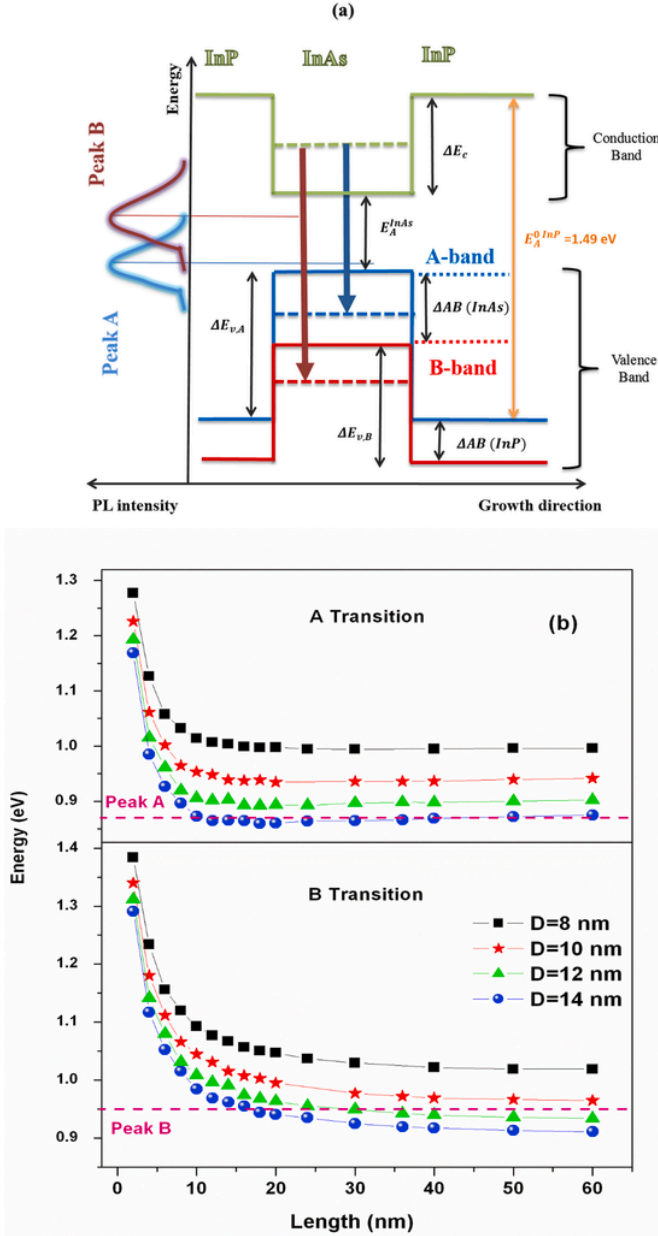 (a)
InP InAs InP
Energy
Peak B
Peak A
ΔE_c
Conduction
Band
E_A^{InAs}
E_A^{0 InP} =1.49 eV
A-band
ΔE_{v,A}
ΔAB (InAs)
B-band
Valence
Band
ΔE_{v,B}
ΔAB (InP)
PL intensity Growth direction
(b)
A Transition
1.3
1.2
1.1
1.0
0.9
Peak A
Energy (eV)
1.4
B Transition
1.3
1.2
1.1
1.0
0.9
D=8 nm
D=10 nm
D=12 nm
D=14 nm
Peak B
0 10 20 30 40 50 60
Length (nm)